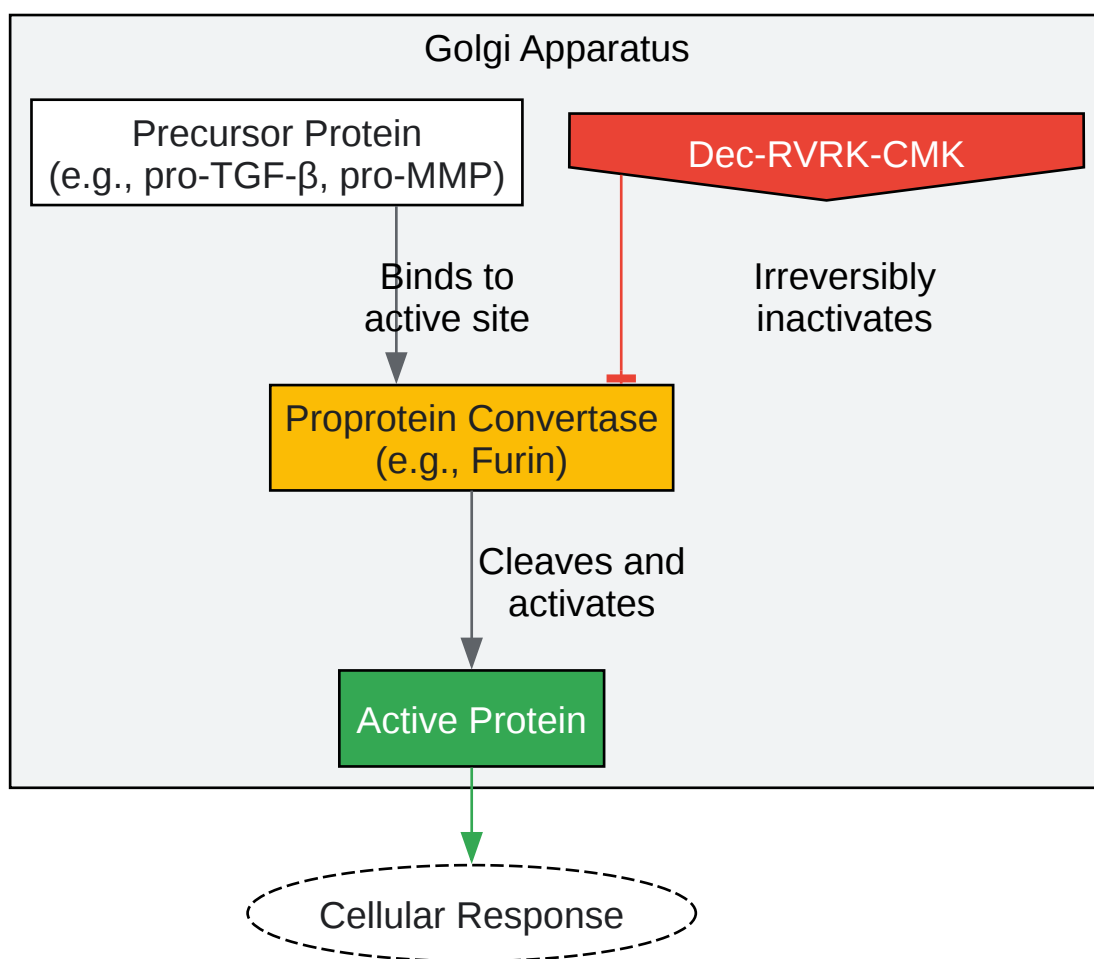 Golgi Apparatus
Precursor Protein
(e.g., pro-TGF-β, pro-MMP)
Dec-RVRK-CMK
Binds to
active site
Irreversibly
inactivates
Proprotein Convertase
(e.g., Furin)
Cleaves and
activates
Active Protein
Cellular Response